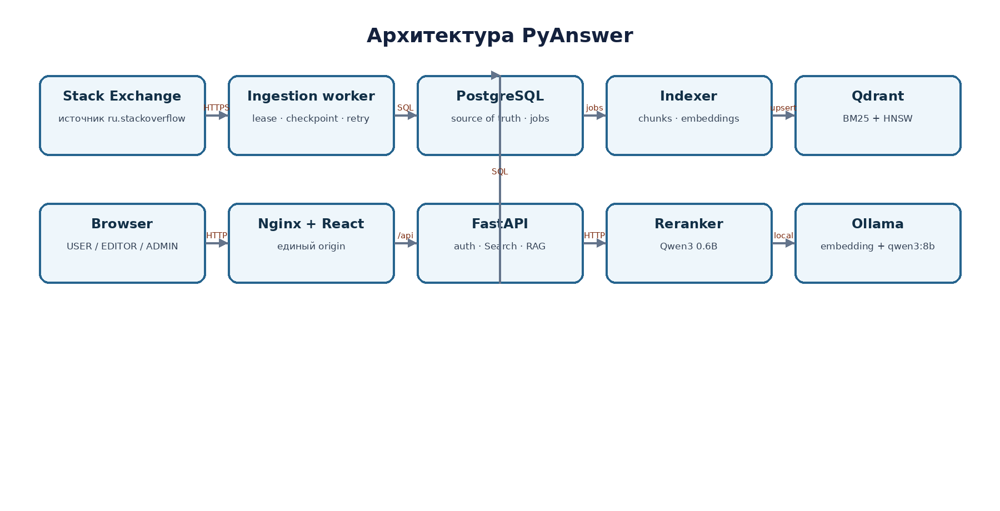 Архитектура PyAnswer
Stack Exchange
источник ru.stackoverflow
HTTPS
Ingestion worker
lease · checkpoint · retry
SQL
PostgreSQL
source of truth · jobs
jobs
Indexer
chunks · embeddings
upsert
Qdrant
BM25 + HNSW
SQL
Browser
USER / EDITOR / ADMIN
HTTP
Nginx + React
единый origin
/api
FastAPI
auth · Search · RAG
HTTP
Reranker
Qwen3 0.6B
local
Ollama
embedding + qwen3:8b